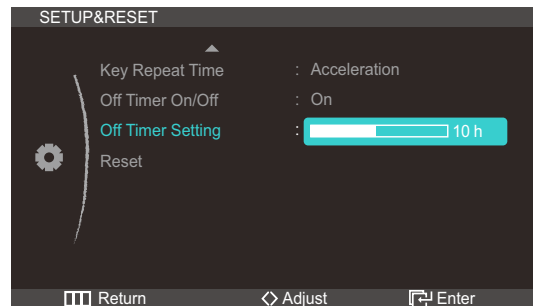 SETUP&RESET
Key Repeat Time : Acceleration
Off Timer On/Off : On
Off Timer Setting : 10 h
Reset
Return Adjust Enter